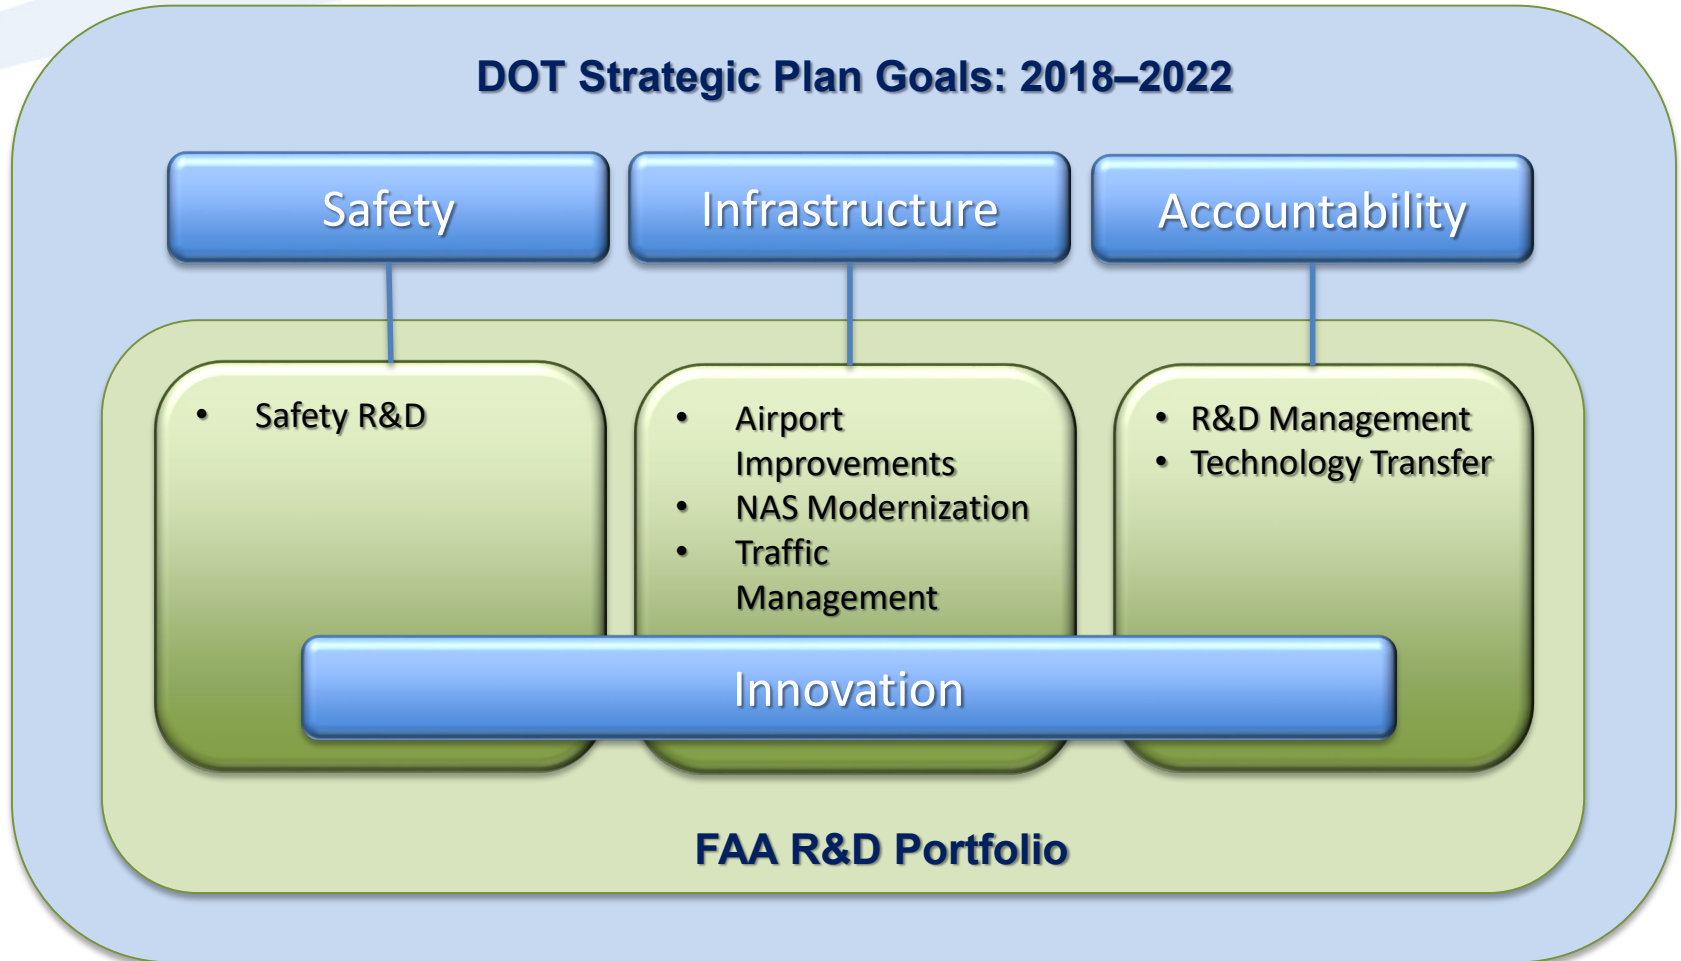 DOT Strategic Plan Goals: 2018–2022
Safety
Infrastructure
Accountability
• Safety R&D
• Airport
Improvements
• NAS Modernization
• Traffic
Management
• R&D Management
• Technology Transfer
Innovation
FAA R&D Portfolio